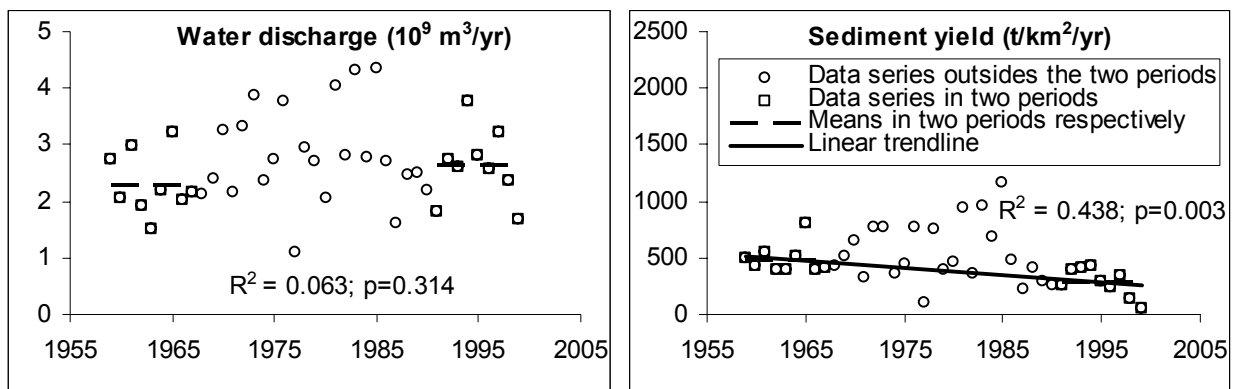 Water discharge (10⁹ m³/yr)
5
4
3
2
1
0
R² = 0.063; p=0.314
1955 1965 1975 1985 1995 2005
Sediment yield (t/km²/yr)
2500
2000
1500
1000
500
0
Data series outsides the two periods
Data series in two periods
Means in two periods respectively
Linear trendline
R² = 0.438; p=0.003
1955 1965 1975 1985 1995 2005